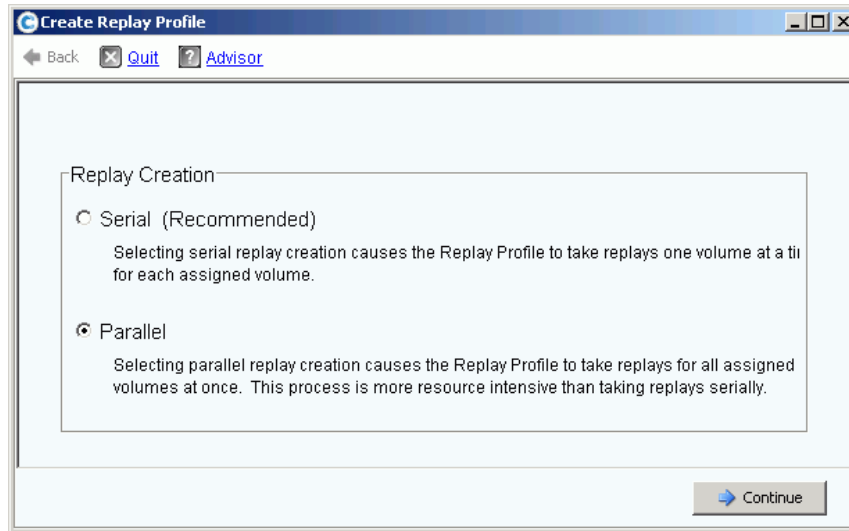 Create Replay Profile
Back Quit Advisor
Replay Creation
Serial (Recommended)
Selecting serial replay creation causes the Replay Profile to take replays one volume at a
for each assigned volume.
Parallel
Selecting parallel replay creation causes the Replay Profile to take replays for all assigned
volumes at once. This process is more resource intensive than taking replays serially.
Continue